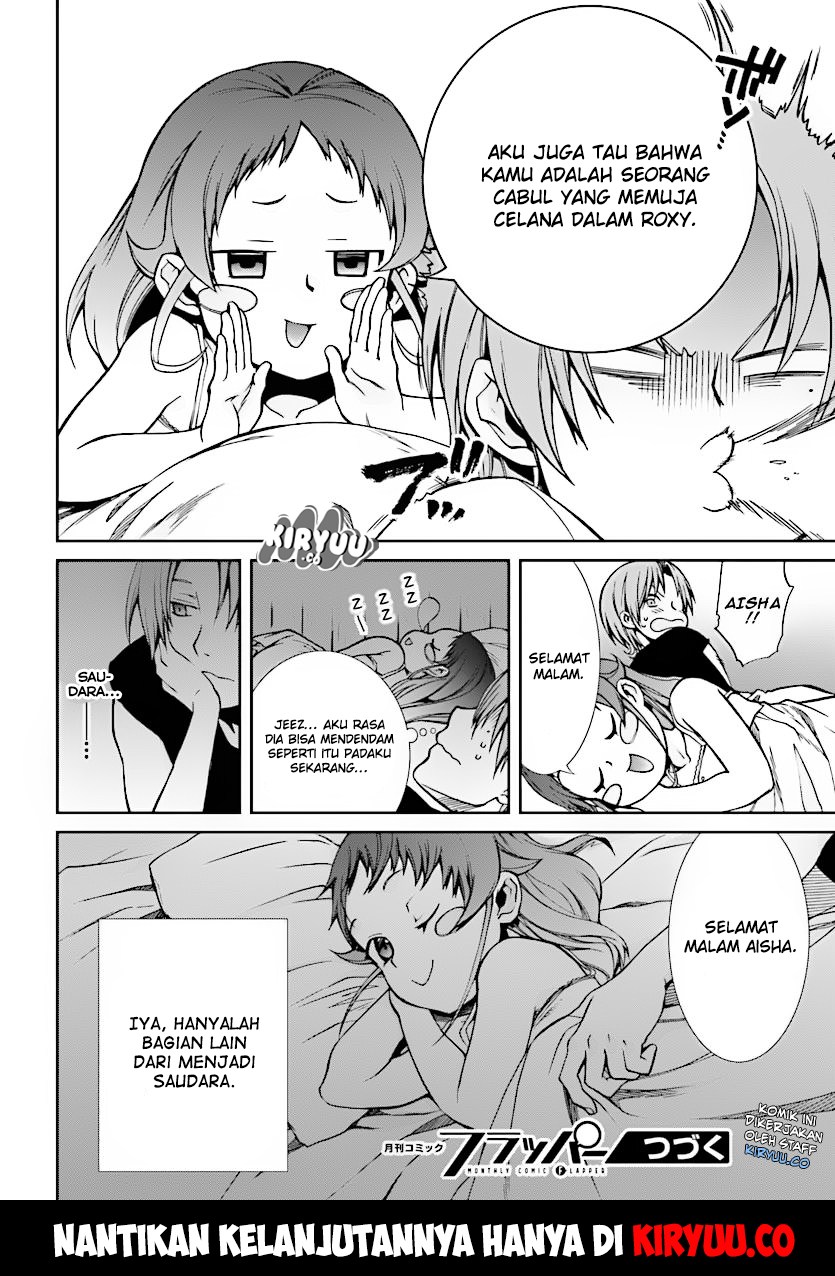 AKU JUGA TAU BAHWA
KAMU ADALAH SEORANG
CABUL YANG MEMUJA
CELANA DALAM ROXY.
KIRYUU
.CO
AISHA
!!
SELAMAT
MALAM.
Z Z
Z Z
Z Z
JEEZ... AKU RASA
DIA BISA MENDENDAM
SEPERTI ITU PADAKU
SEKARANG...
SAU-
DARA...
SELAMAT
MALAM AISHA.
IYA, HANYALAH
BAGIAN LAIN
DARI MENJADI
SAUDARA.
KOMIK INI
DIKERJAKAN
OLEH STAFF
KIRYUU.CO
月刊コミック フラッパー つづく
MONTHLY COMIC FLAPPER
NANTIKAN KELANJUTANNYA HANYA DI KIRYUU.CO